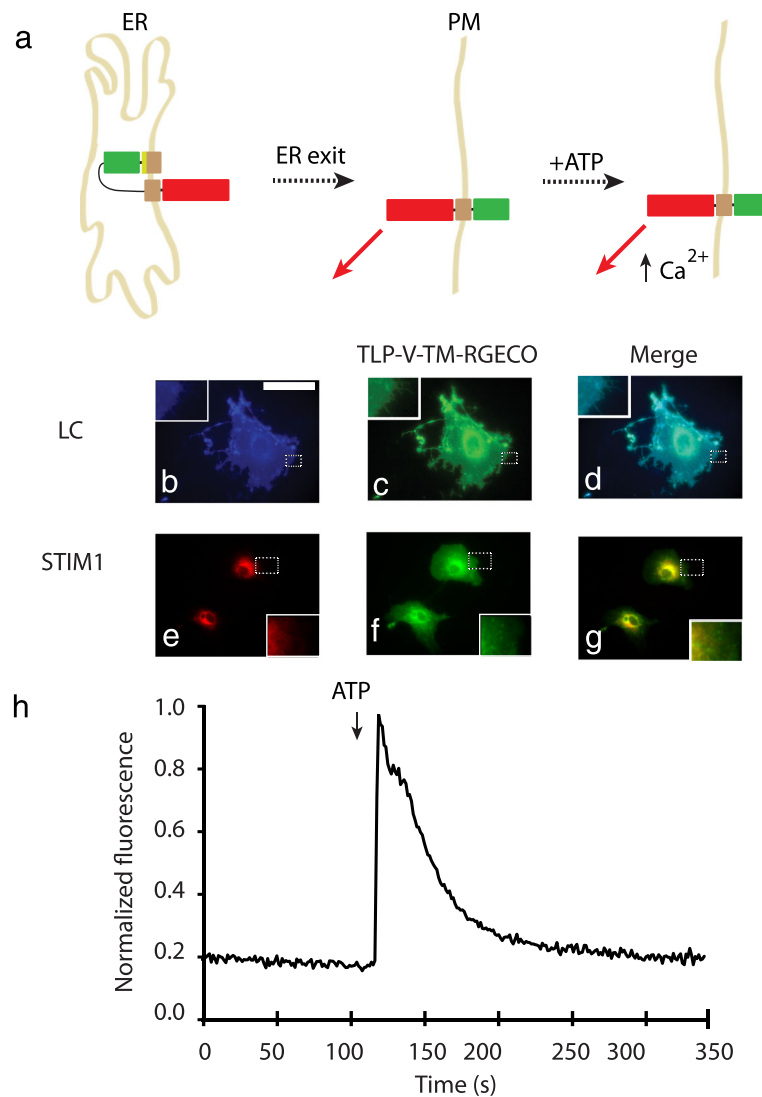 a
ER
PM
ER exit
+ATP
Ca2+
TLP-V-TM-RGECO
Merge
LC
b
c
d
STIM1
e
f
g
h
ATP
1.0
0.8
0.6
0.4
0.2
0.0
Normalized fluorescence
0 50 100 150 200 250 300 350
Time (s)